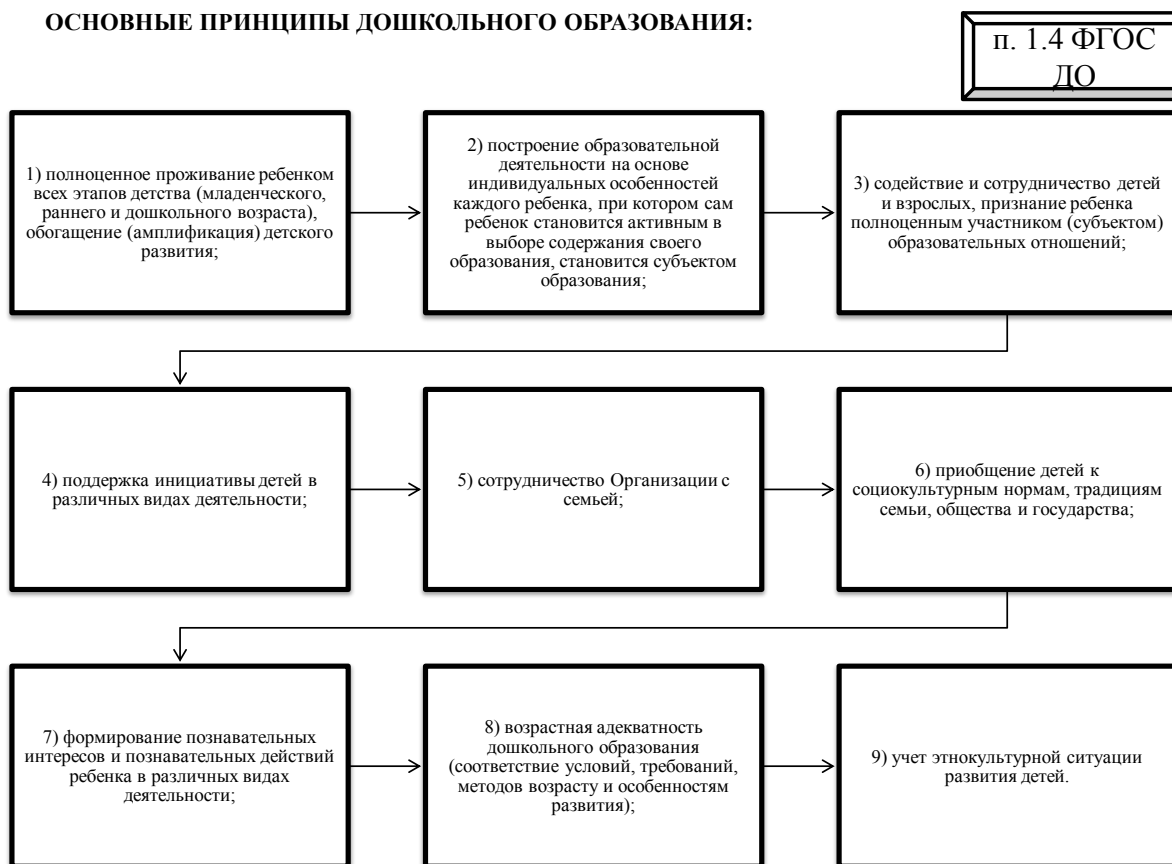 ОСНОВНЫЕ ПРИНЦИПЫ ДОШКОЛЬНОГО ОБРАЗОВАНИЯ:
п. 1.4 ФГОС
ДО
1) полноценное проживание ребенком
всех этапов детства (младенческого,
раннего и дошкольного возраста),
обогащение (амплификация) детского
развития;
2) построение образовательной
деятельности на основе
индивидуальных особенностей
каждого ребенка, при котором сам
ребенок становится активным в
выборе содержания своего
образования, становится субъектом
образования;
3) содействие и сотрудничество детей
и взрослых, признание ребенка
полноценным участником (субъектом)
образовательных отношений;
4) поддержка инициативы детей в
различных видах деятельности;
5) сотрудничество Организации с
семьей;
6) приобщение детей к
социокультурным нормам, традициям
семьи, общества и государства;
7) формирование познавательных
интересов и познавательных действий
ребенка в различных видах
деятельности;
8) возрастная адекватность
дошкольного образования
(соответствие условий, требований,
методов возрасту и особенностям
развития);
9) учет этнокультурной ситуации
развития детей.